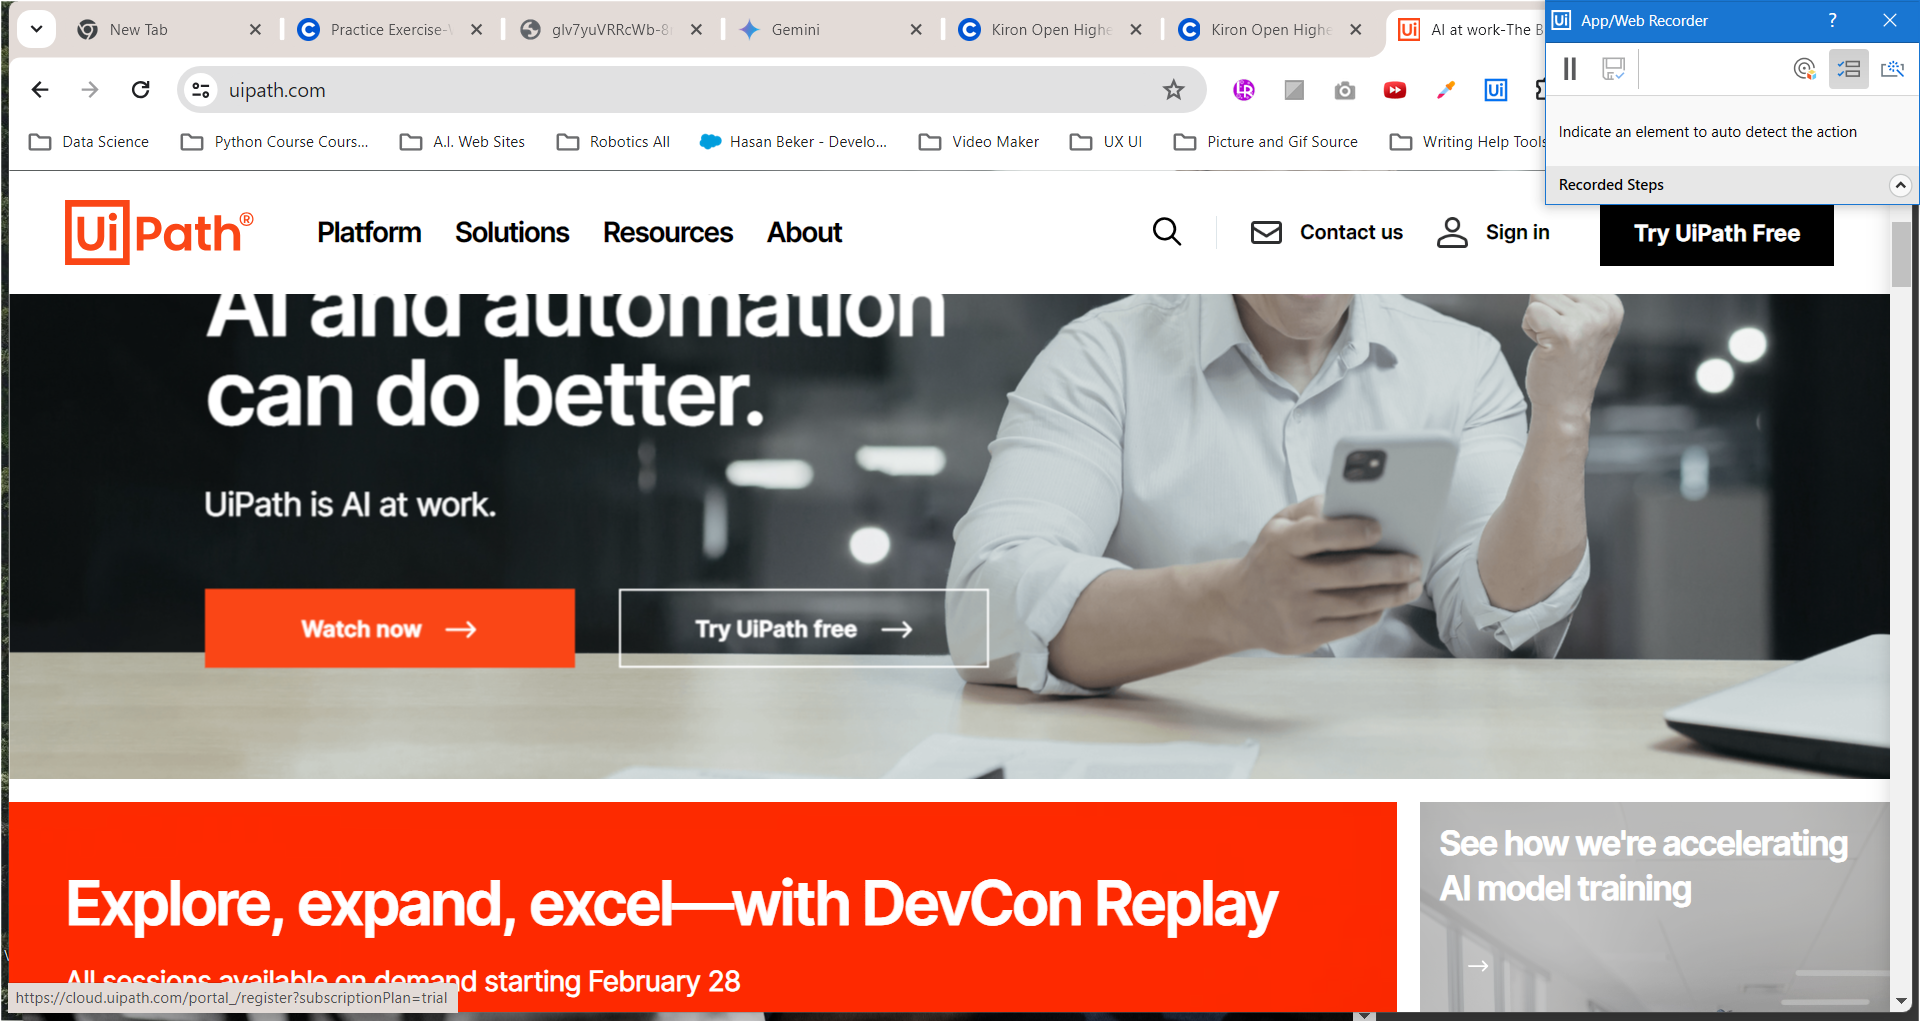 New Tab
Practice Exercise-
glv7yuVRRcWb-8
Gemini
Kiron Open Highe
Kiron Open Highe
Ui AI at work-The B
Ui App/Web Recorder ?
uipath.com
LR
Ui
Indicate an element to auto detect the action
Recorded Steps
Data Science
Python Course Cours...
A.I. Web Sites
Robotics All
Hasan Beker - Develo...
Video Maker
UX UI
Picture and Gif Source
Writing Help Tools
UiPath®
Platform
Solutions
Resources
About
Contact us
Sign in
Try UiPath Free
AI and automation
can do better.
UiPath is AI at work.
Watch now →
Try UiPath free →
Explore, expand, excel—with DevCon Replay
All sessions available on demand starting February 28
See how we're accelerating
AI model training
→
https://cloud.uipath.com/portal_/register?subscriptionPlan=trial